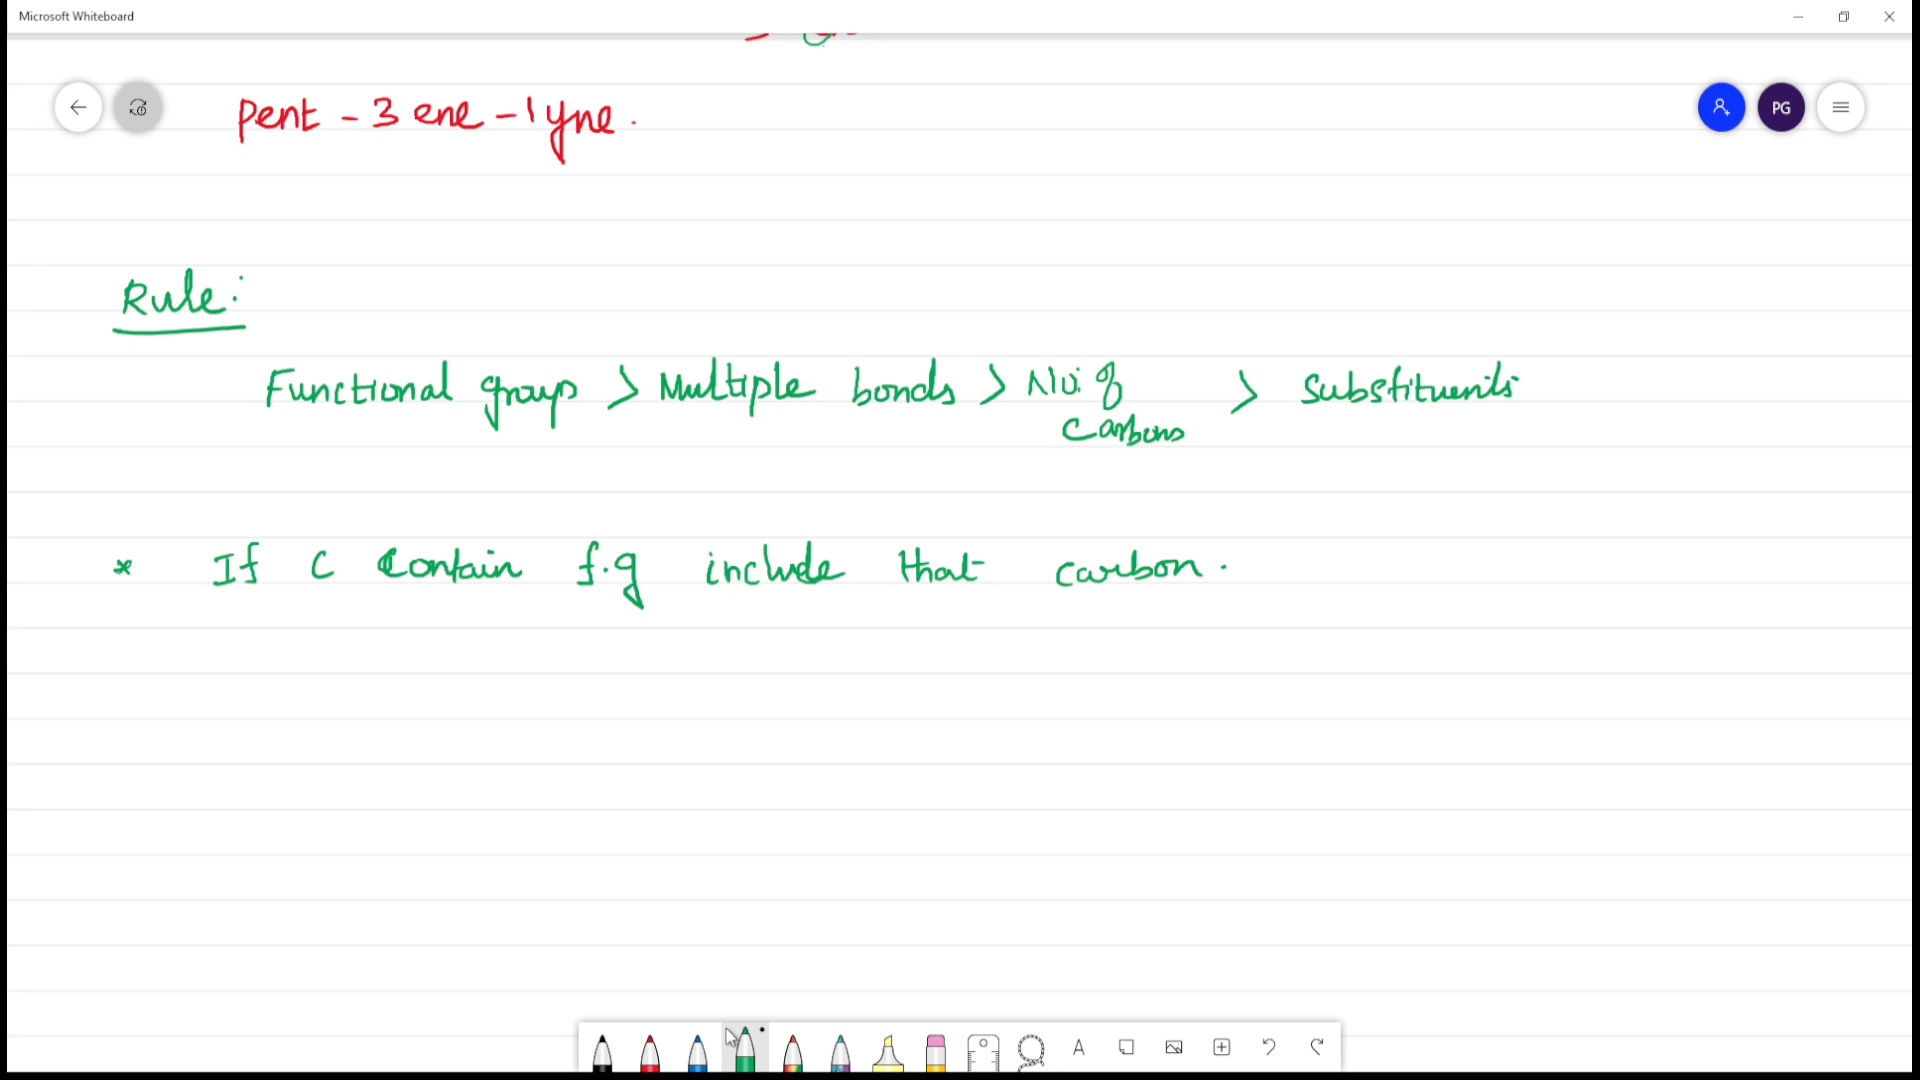 Microsoft Whiteboard
Pent - 3 ene - 1 yne.
PG
Rule:
Functional groups > Multiple bonds > No: of carbons > substituents
* If C contain f.g include that carbon.
A